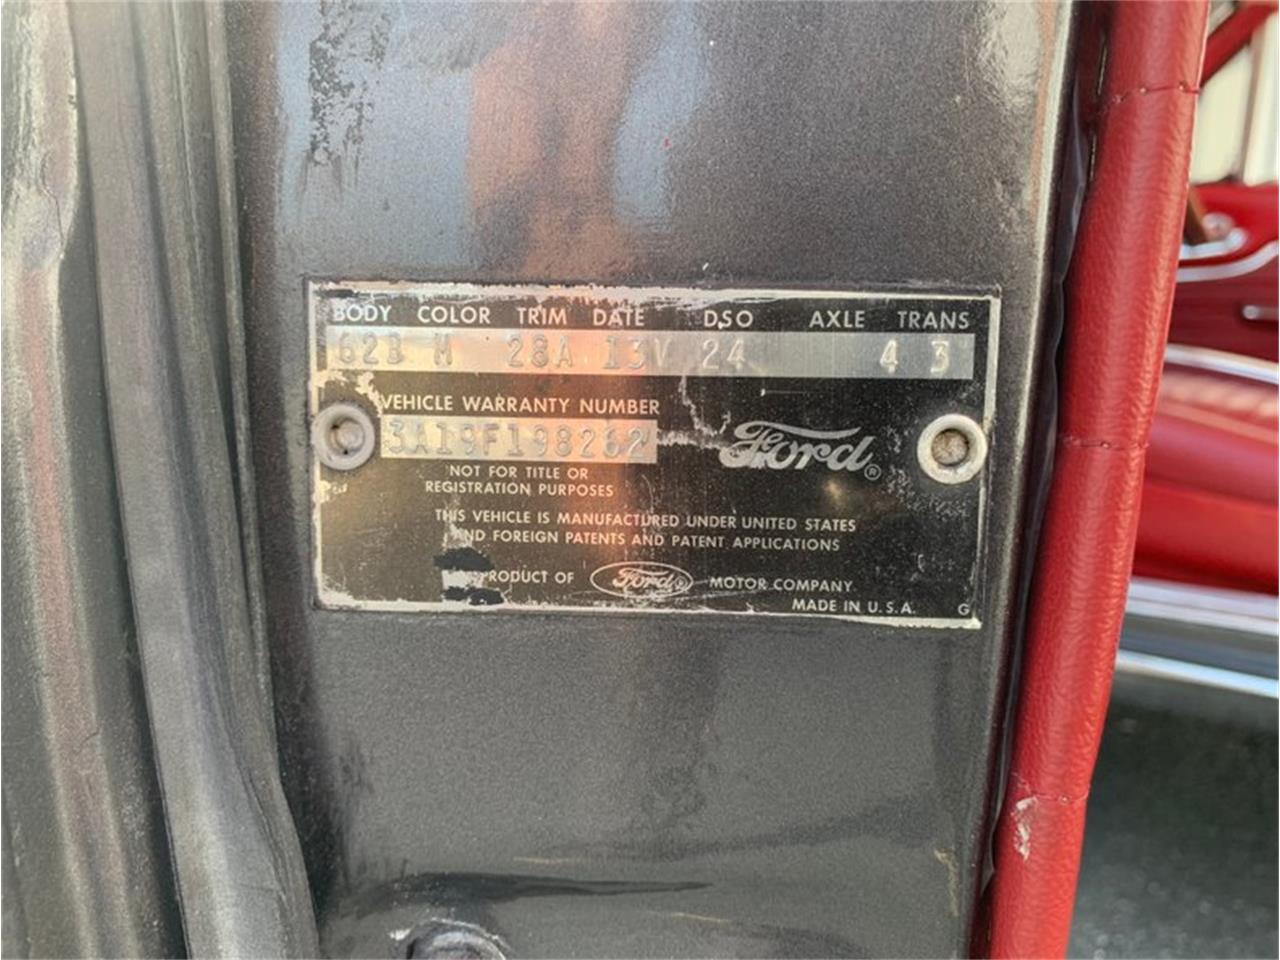 BODY COLOR TRIM DATE DSO AXLE TRANS
62B M 28A 13V 24 4 3
VEHICLE WARRANTY NUMBER
3A19F198262
Ford®
NOT FOR TITLE OR
REGISTRATION PURPOSES
THIS VEHICLE IS MANUFACTURED UNDER UNITED STATES
AND FOREIGN PATENTS AND PATENT APPLICATIONS
PRODUCT OF Ford® MOTOR COMPANY
MADE IN U.S.A. G